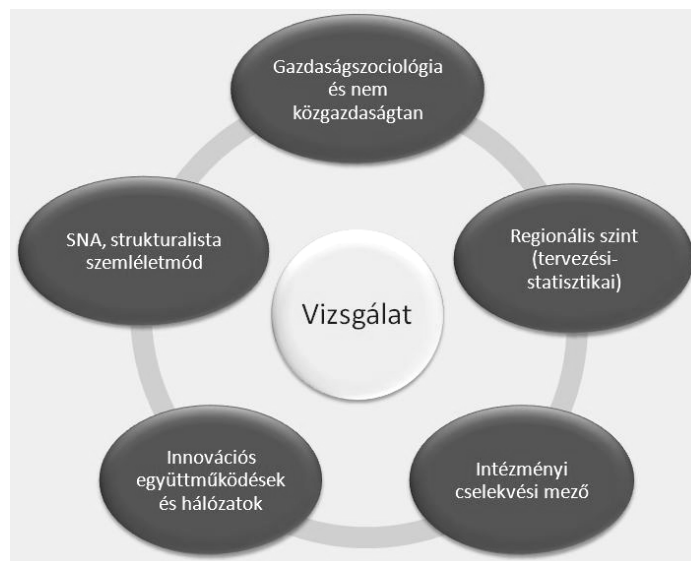 Gazdaságszociológia
és nem
közgazdaságtan
SNA, strukturalista
szemléletmód
Regionális szint
(tervezési-
statisztikai)
Vizsgálat
Innovációs
együttműködések
és hálózatok
Intézményi
cselekvési mező